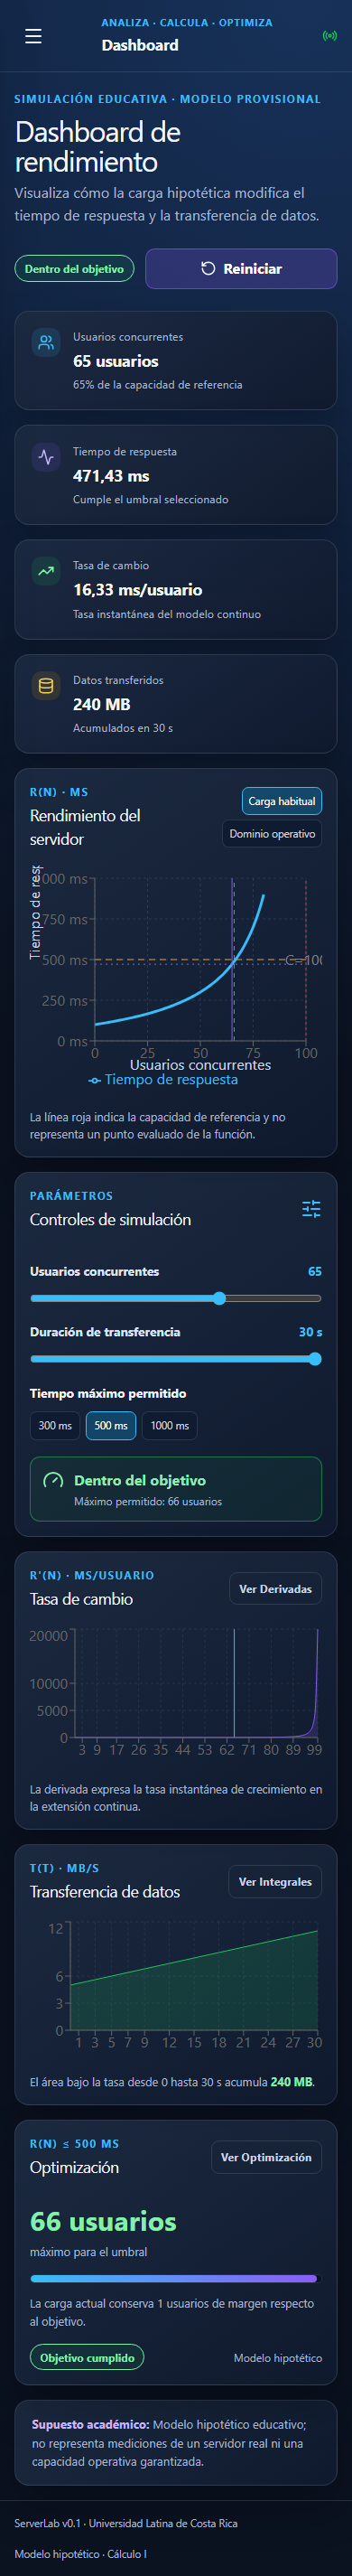 ANALIZA · CALCULA · OPTIMIZA
Dashboard
SIMULACIÓN EDUCATIVA · MODELO PROVISIONAL
Dashboard de
rendimiento
Visualiza cómo la carga hipotética modifica el
tiempo de respuesta y la transferencia de datos.
Dentro del objetivo
Reiniciar
Usuarios concurrentes
65 usuarios
65% de la capacidad de referencia
Tiempo de respuesta
471,43 ms
Cumple el umbral seleccionado
Tasa de cambio
16,33 ms/usuario
Tasa instantánea del modelo continuo
Datos transferidos
240 MB
Acumulados en 30 s
R(N) · MS
Rendimiento del
servidor
Carga habitual
Dominio operativo
Tiempo de res
000 ms
750 ms
500 ms
C=100
250 ms
0 ms
0 25 50 75 100
Usuarios concurrentes
Tiempo de respuesta
La línea roja indica la capacidad de referencia y no
representa un punto evaluado de la función.
PARÁMETROS
Controles de simulación
Usuarios concurrentes 65
Duración de transferencia 30 s
Tiempo máximo permitido
300 ms 500 ms 1000 ms
Dentro del objetivo
Máximo permitido: 66 usuarios
R'(N) · MS/USUARIO
Tasa de cambio
Ver Derivadas
20000
10000
5000
0
3 9 17 26 35 44 53 62 71 80 89 99
La derivada expresa la tasa instantánea de crecimiento en
la extensión continua.
T(T) · MB/S
Transferencia de datos
Ver Integrales
12
6
3
0
1 3 5 7 9 12 15 18 21 24 27 30
El área bajo la tasa desde 0 hasta 30 s acumula 240 MB.
R(N) ≤ 500 MS
Optimización
Ver Optimización
66 usuarios
máximo para el umbral
La carga actual conserva 1 usuarios de margen respecto
al objetivo.
Objetivo cumplido
Modelo hipotético
Supuesto académico: Modelo hipotético educativo;
no representa mediciones de un servidor real ni una
capacidad operativa garantizada.
ServerLab v0.1 · Universidad Latina de Costa Rica
Modelo hipotético · Cálculo I